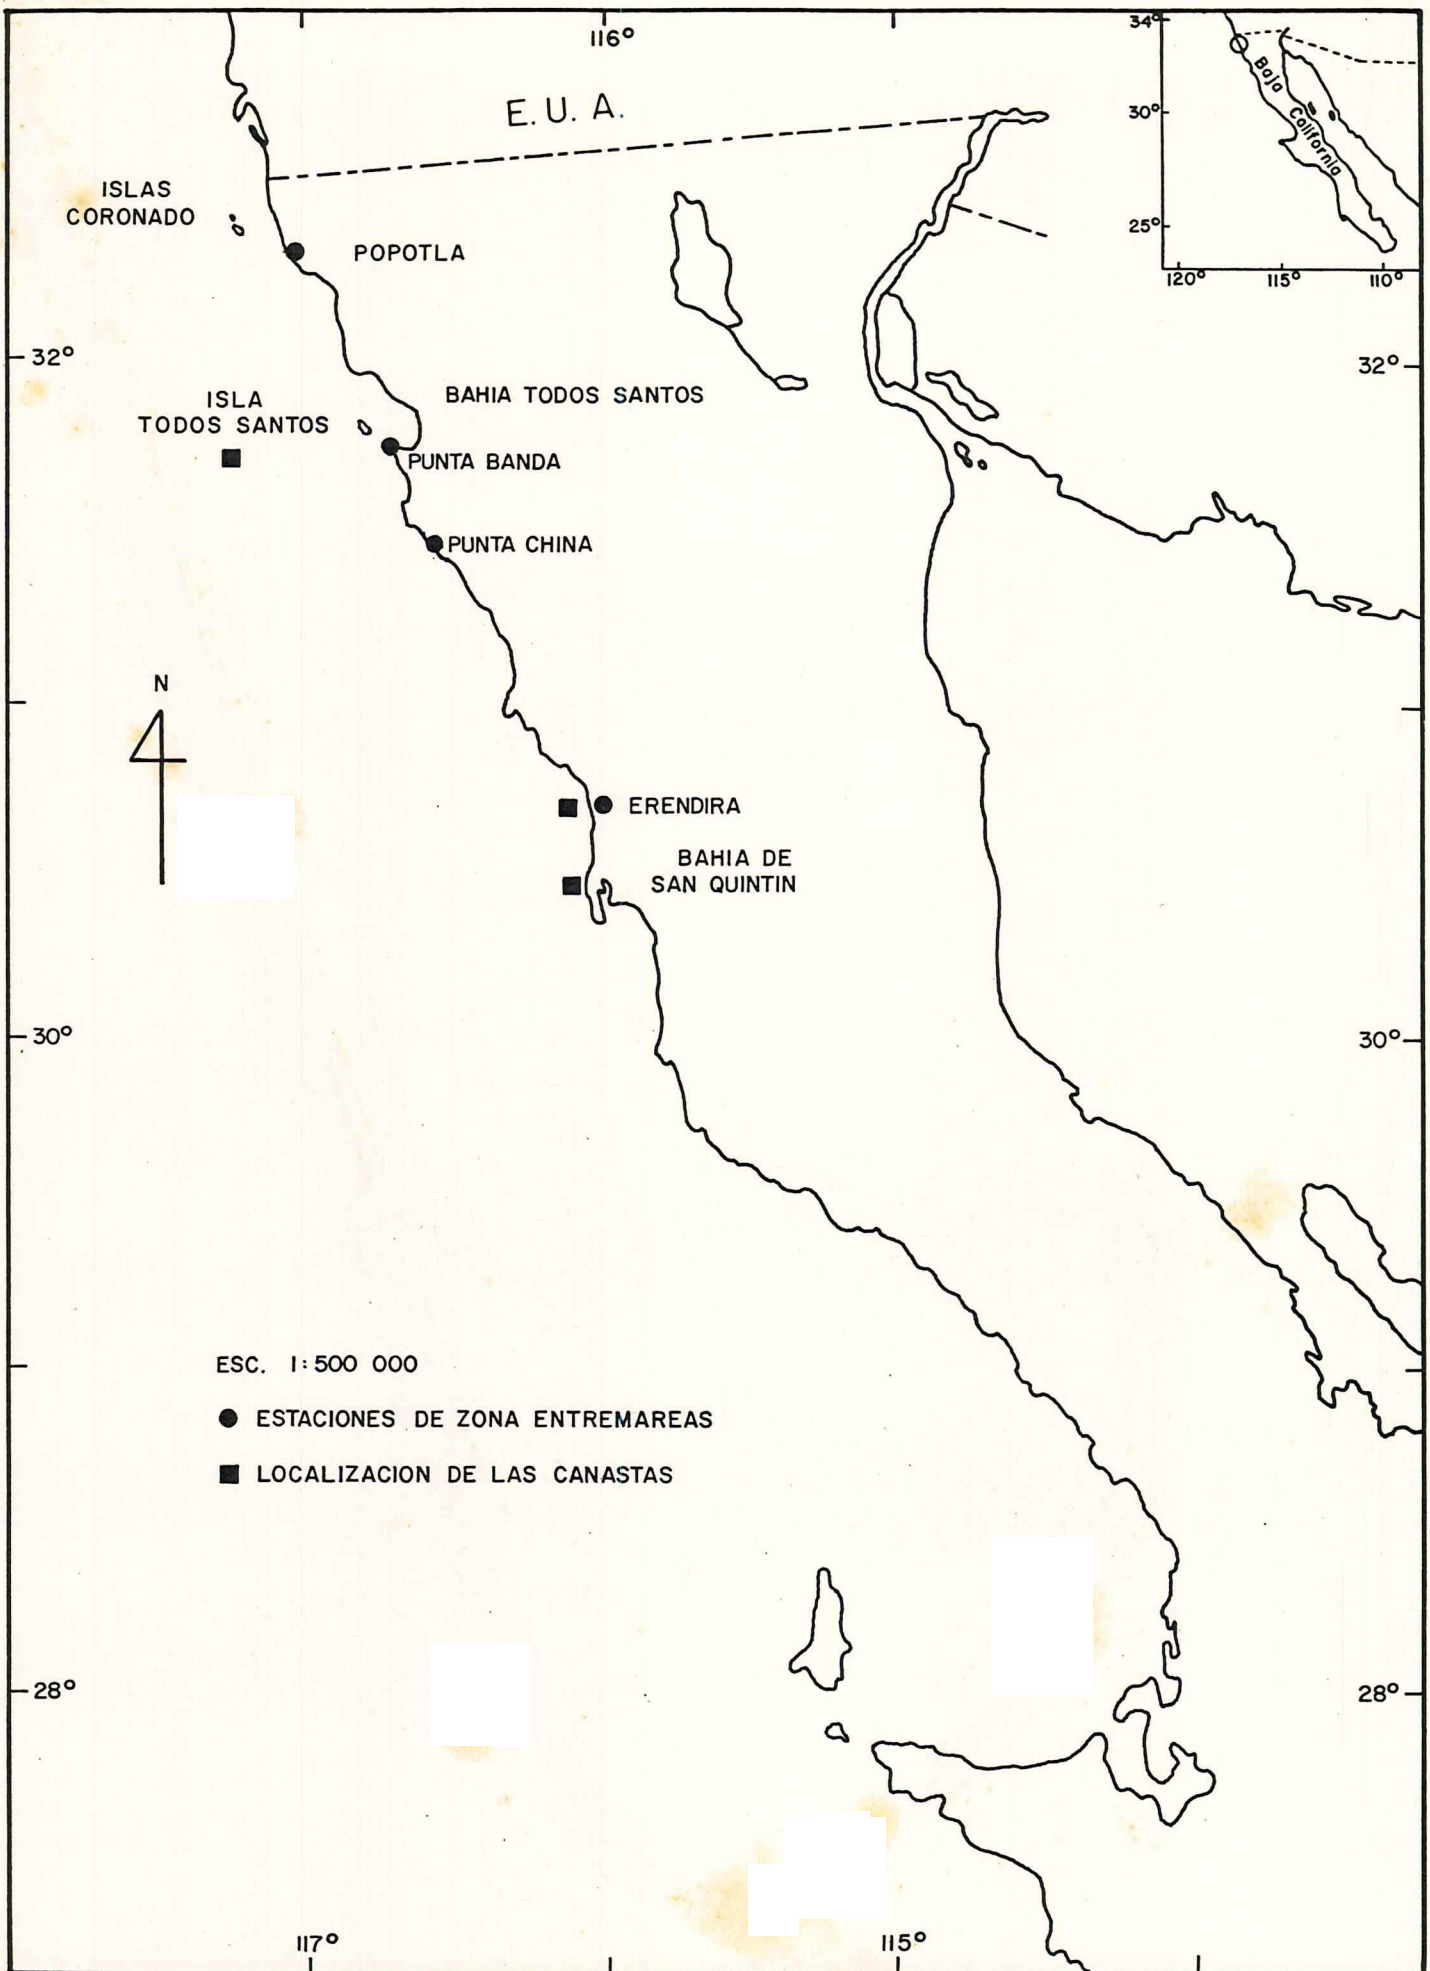 116°
E. U. A.
34°
30°
25°
120°
115°
110°
Baja
California
ISLAS
CORONADO
POPOTLA
32°
32°
BAHIA TODOS SANTOS
ISLA
TODOS SANTOS
PUNTA BANDA
PUNTA CHINA
N
ERENDIRA
BAHIA DE
SAN QUINTIN
30°
30°
ESC. 1:500 000
ESTACIONES DE ZONA ENTREMAREAS
LOCALIZACION DE LAS CANASTAS
28°
28°
117°
115°